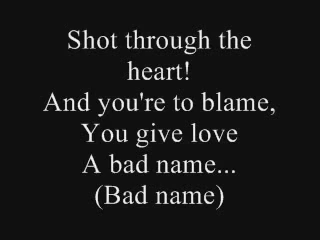 Shot through the
heart!
And you're to blame,
You give love
A bad name...
(Bad name)